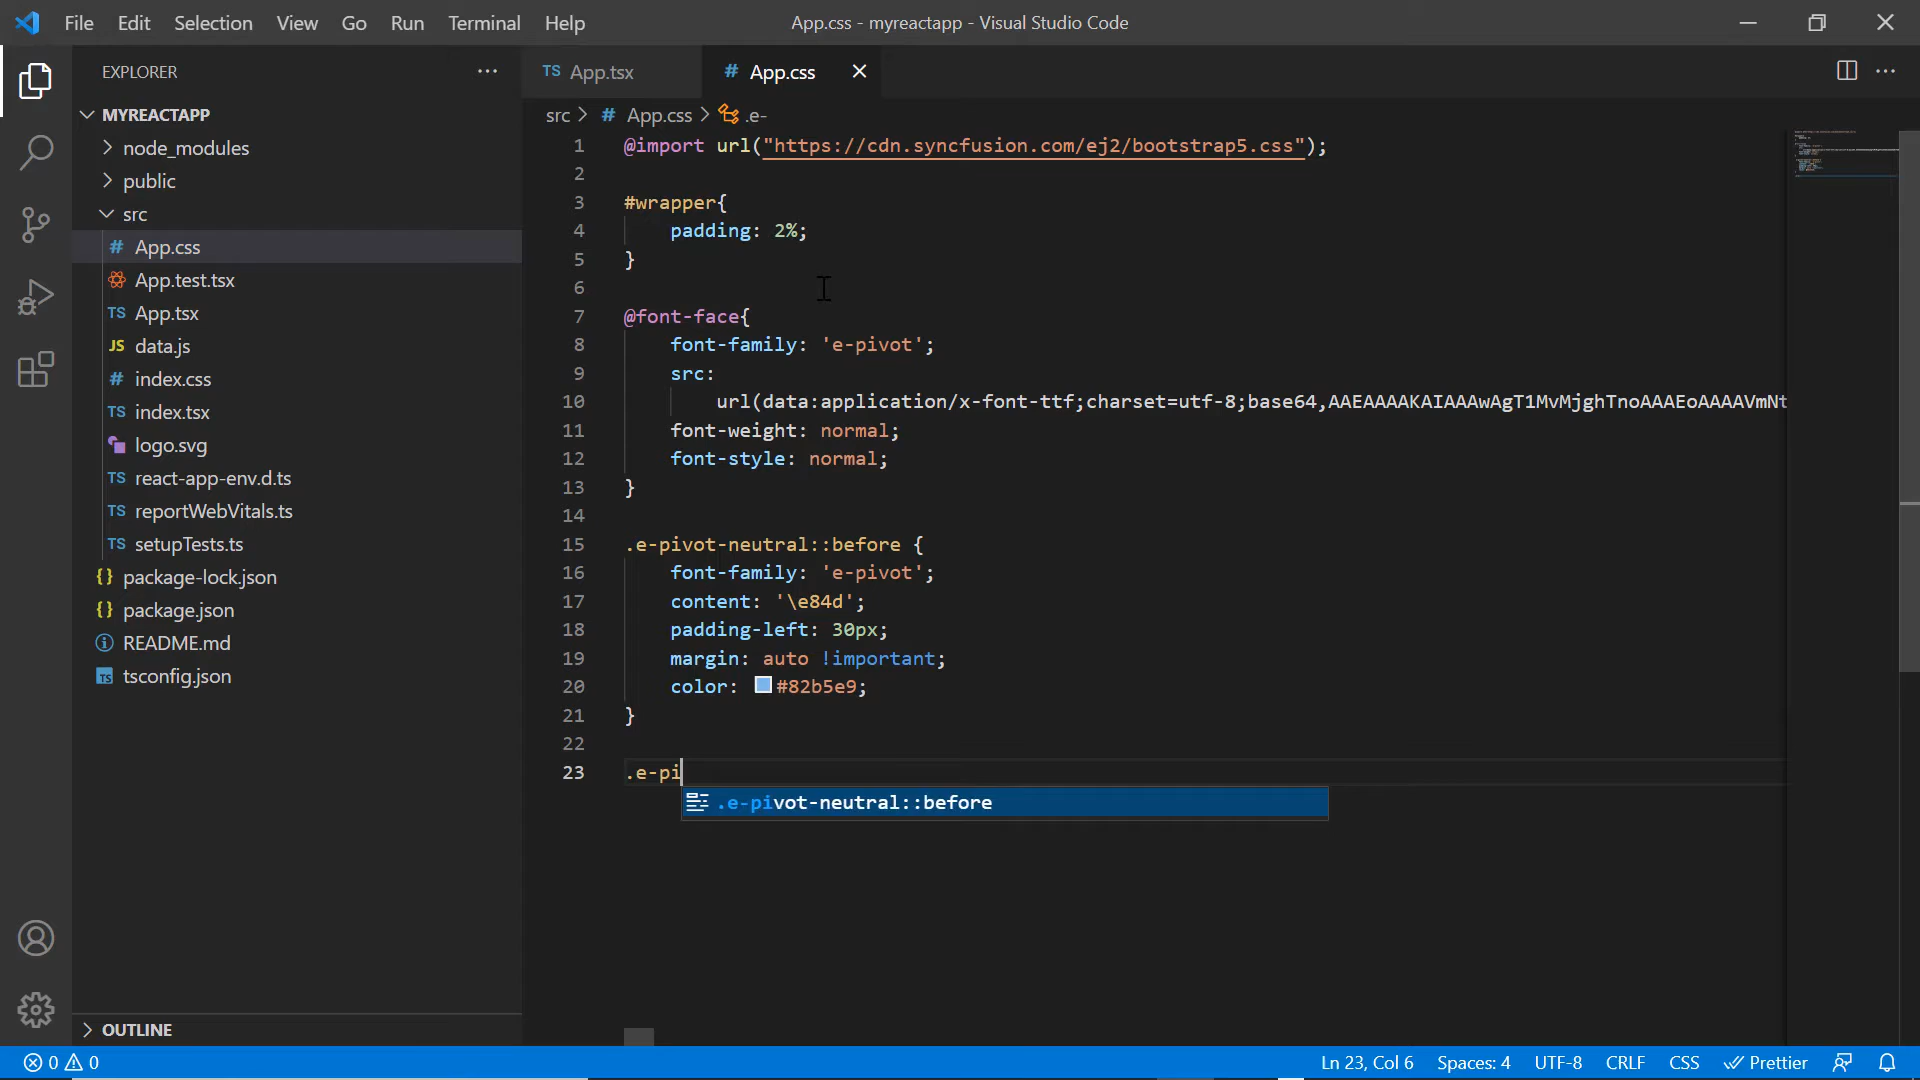 File Edit Selection View Go Run Terminal Help
App.css - myreactapp - Visual Studio Code
EXPLORER
MYREACTAPP
node_modules
public
src
# App.css
App.test.tsx
TS App.tsx
JS data.js
# index.css
TS index.tsx
logo.svg
TS react-app-env.d.ts
TS reportWebVitals.ts
TS setupTests.ts
{} package-lock.json
{} package.json
README.md
TS tsconfig.json
OUTLINE
TS App.tsx
# App.css
src > # App.css > .e-
1 @import url("https://cdn.syncfusion.com/ej2/bootstrap5.css");
2
3 #wrapper{
4 padding: 2%;
5 }
6
7 @font-face{
8 font-family: 'e-pivot';
9 src:
10 url(data:application/x-font-ttf;charset=utf-8;base64,AAEAAAAKAIAAAwAgT1MvMjghTnoAAAEoAAAAVmNt
11 font-weight: normal;
12 font-style: normal;
13 }
14
15 .e-pivot-neutral::before {
16 font-family: 'e-pivot';
17 content: '\e84d';
18 padding-left: 30px;
19 margin: auto !important;
20 color: #82b5e9;
21 }
22
23 .e-pi
.e-pivot-neutral::before
0 0
Ln 23, Col 6 Spaces: 4 UTF-8 CRLF CSS Prettier